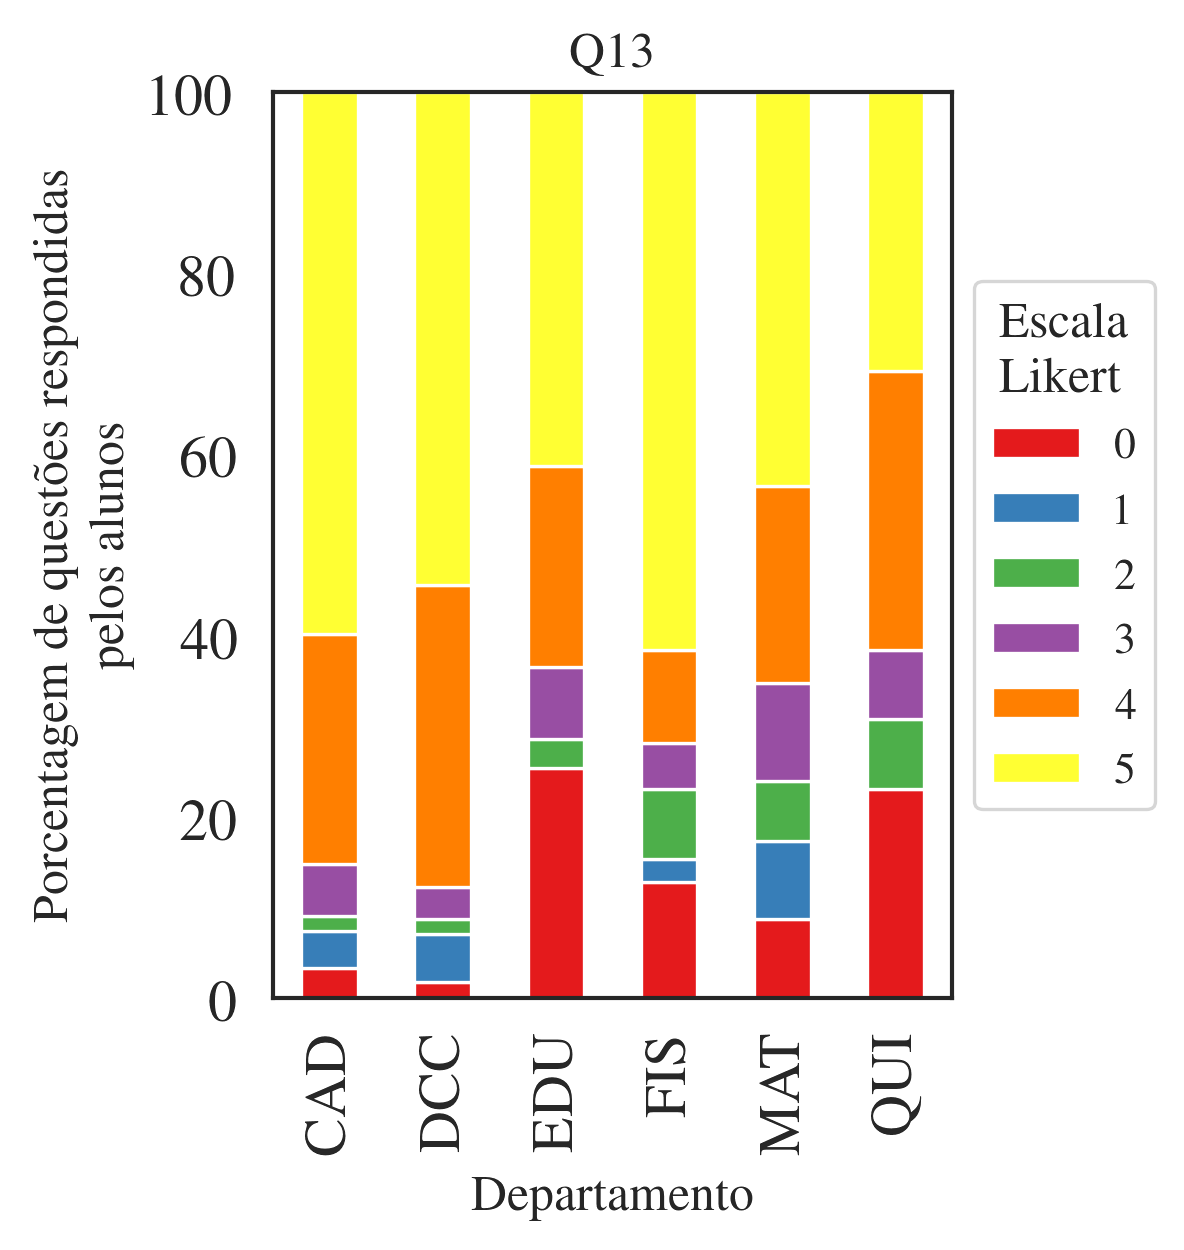 Q13
Porcentagem de questões respondidas
pelos alunos
100
80
60
40
20
0
CAD
DCC
EDU
FIS
MAT
QUI
Departamento
Escala
Likert
0
1
2
3
4
5